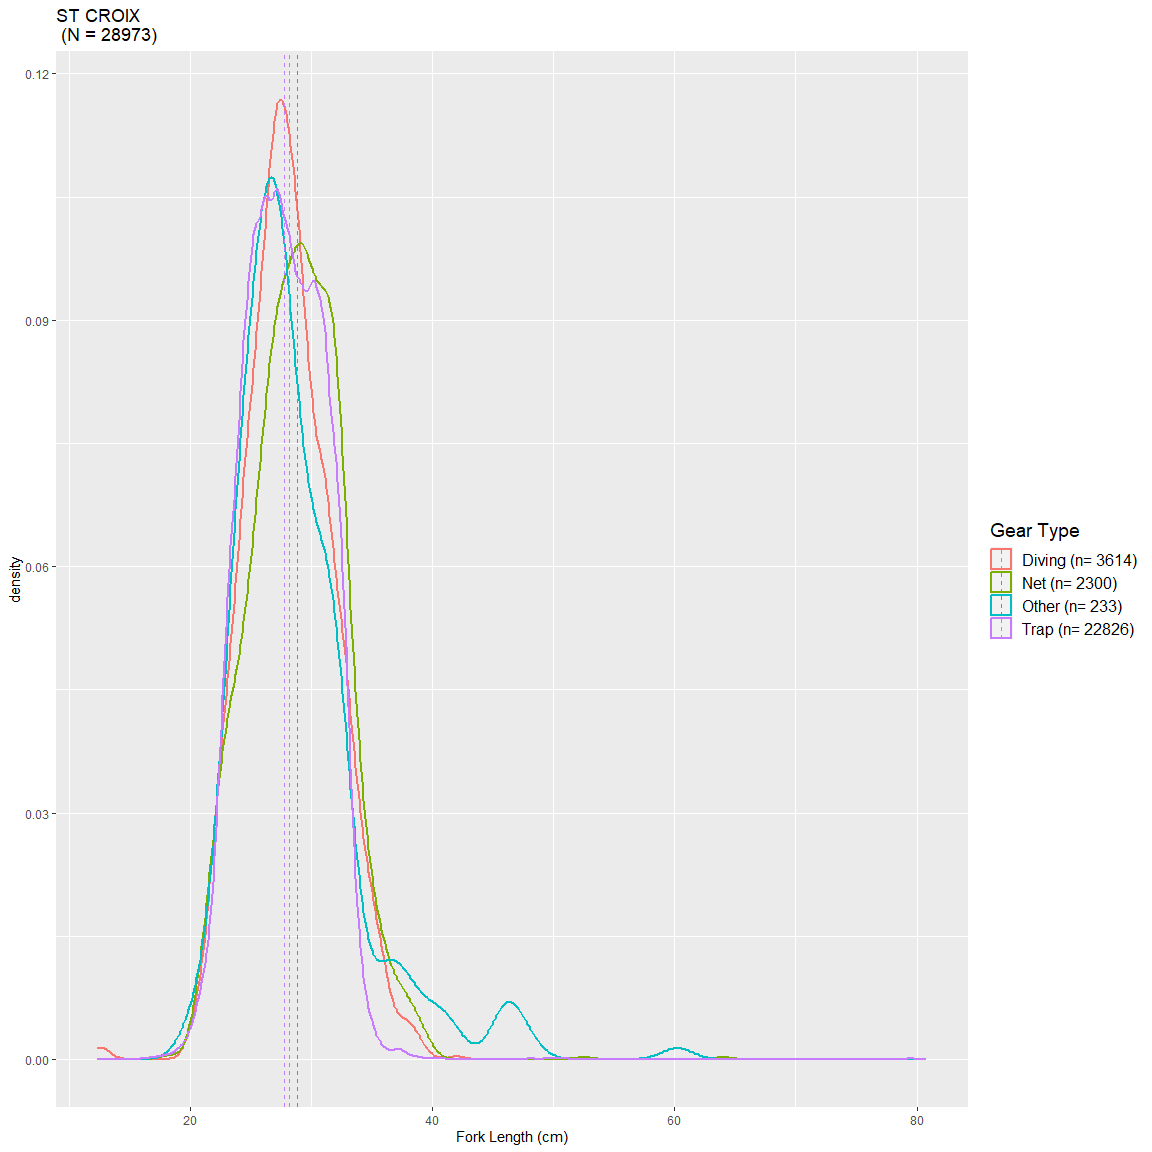 ST CROIX
(N = 28973)
0.12
0.09
0.06
0.03
0.00
density
20
40
60
80
Fork Length (cm)
Gear Type
Diving (n= 3614)
Net (n= 2300)
Other (n= 233)
Trap (n= 22826)